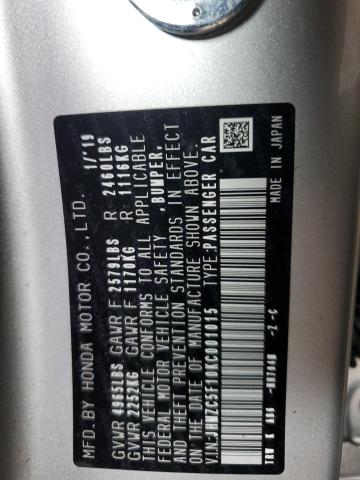 MFD. BY HONDA MOTOR CO., LTD. 1/'19
GVWR 4965LBS GAWR F 2579LBS R 2460LBS
GVWR 2252KG GAWR F 1170KG R 1116KG
THIS VEHICLE CONFORMS TO ALL APPLICABLE
FEDERAL MOTOR VEHICLE SAFETY , BUMPER,
AND THEFT PREVENTION STANDARDS IN EFFECT
ON THE DATE OF MANUFACTURE SHOWN ABOVE.
V.I.N.: JHMZC5F10KC001015 TYPE: PASSENGER CAR
MADE IN JAPAN